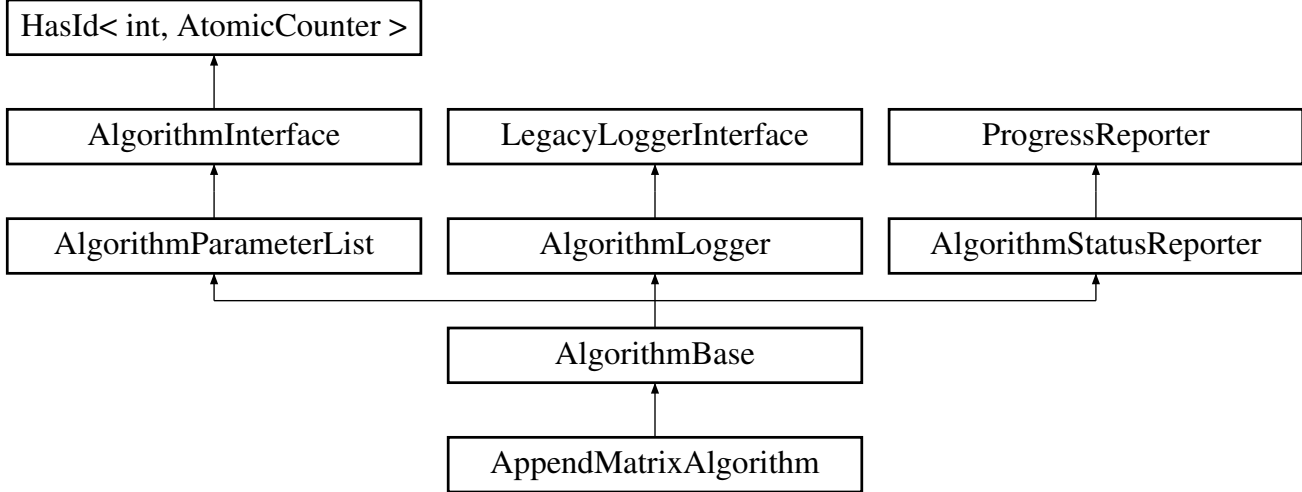 HasId< int, AtomicCounter >
AlgorithmInterface
LegacyLoggerInterface
ProgressReporter
AlgorithmParameterList
AlgorithmLogger
AlgorithmStatusReporter
AlgorithmBase
AppendMatrixAlgorithm